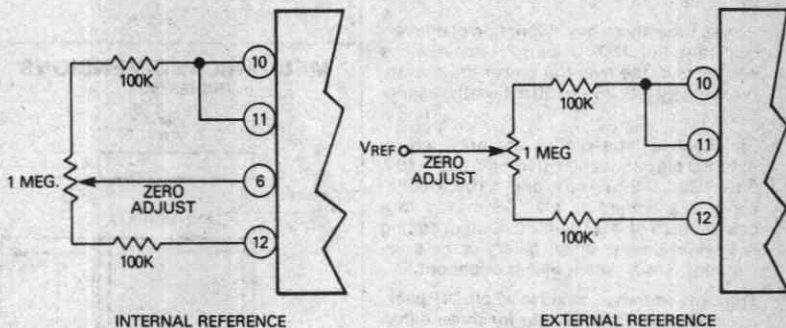 100K
10
11
1 MEG.
6
ZERO
ADJUST
100K
12
INTERNAL REFERENCE
100K
10
11
VREF
1 MEG
ZERO
ADJUST
100K
12
EXTERNAL REFERENCE